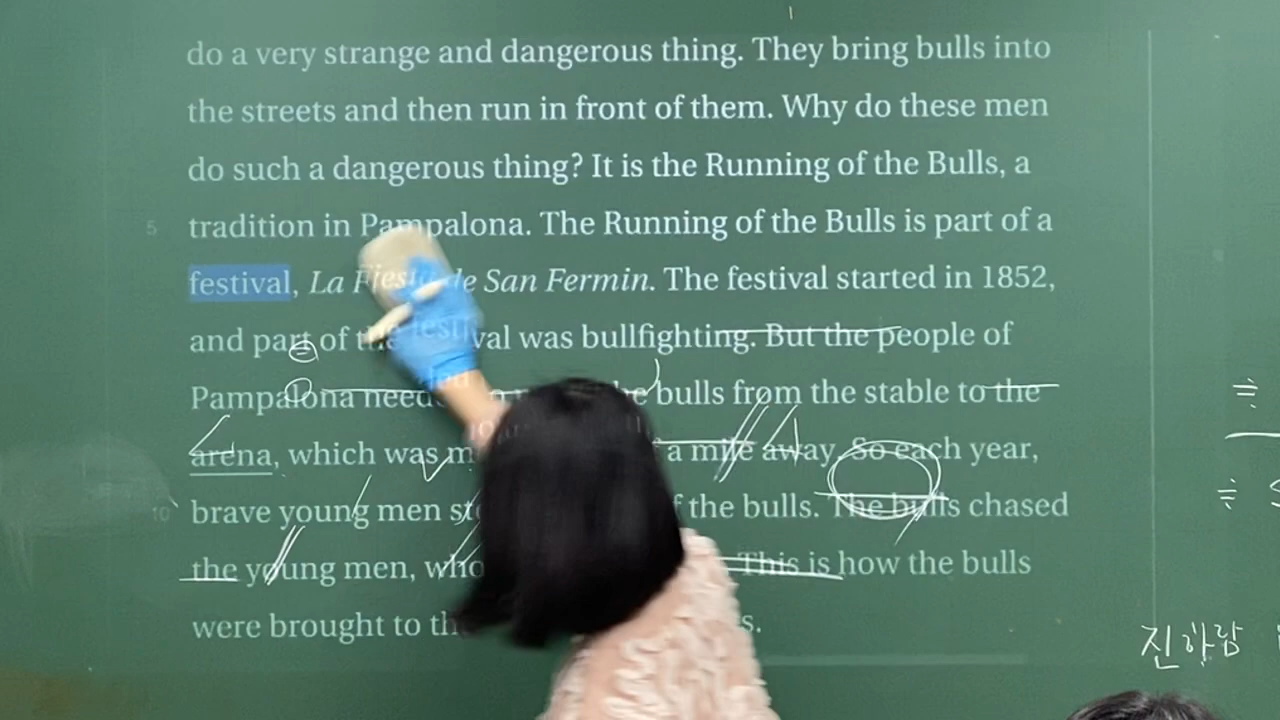 do a very strange and dangerous thing. They bring bulls into
the streets and then run in front of them. Why do these men
do such a dangerous thing? It is the Running of the Bulls, a
5 tradition in Pampalona. The Running of the Bulls is part of a
festival, La Fiesta de San Fermin. The festival started in 1852,
and part of the festival was bullfighting. But the people of
Pampalona bulls from the stable to the
arena, which was a mile away. So each year,
10 brave young men of the bulls. The bulls chased
the young men, who This is how the bulls
were brought to
진하람